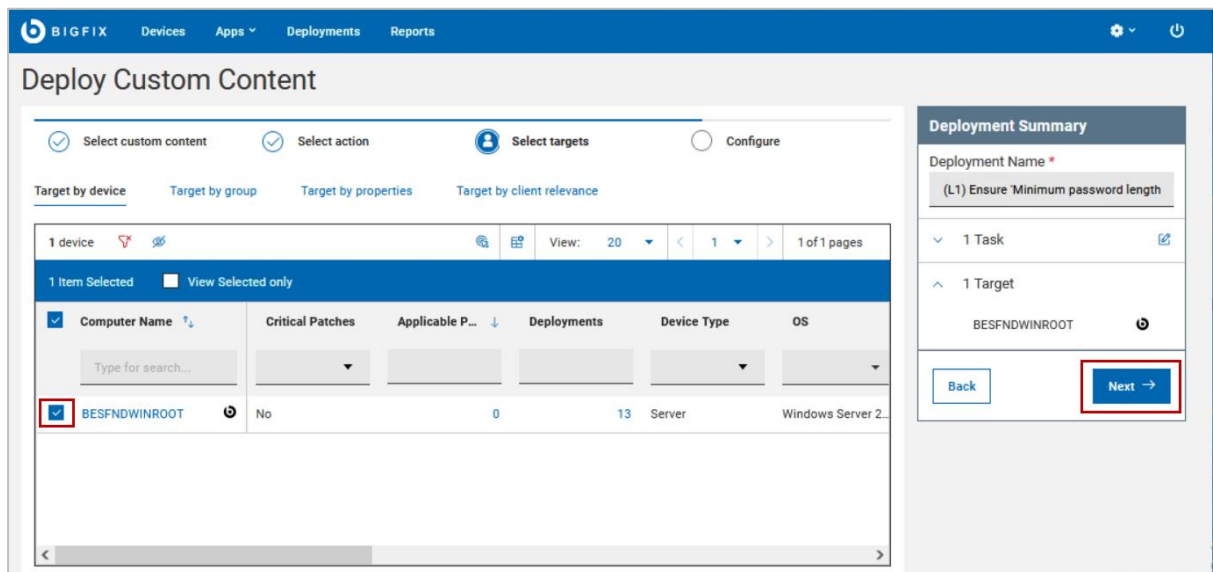 BIGFIX Devices Apps Deployments Reports
Deploy Custom Content
Select custom content Select action Select targets Configure
Target by device Target by group Target by properties Target by client relevance
1 device View: 20 1 1 of 1 pages
1 Item Selected View Selected only
Computer Name Critical Patches Applicable P... Deployments Device Type OS
Type for search...
BESFNDWINROOT No 0 13 Server Windows Server 2...
Deployment Summary
Deployment Name *
(L1) Ensure 'Minimum password length
1 Task
1 Target
BESFNDWINROOT
Back Next →